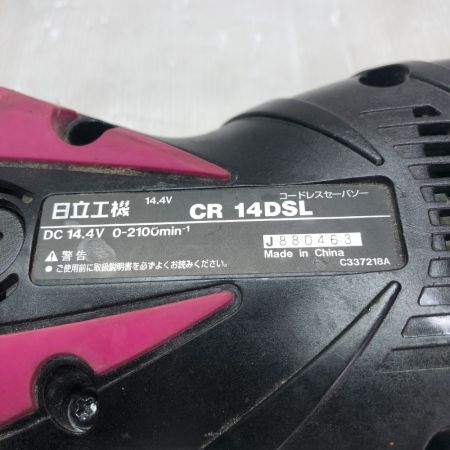 コードレスセーバソー
日立工機 14.4V CR 14DSL
DC 14.4V 0-2100min⁻¹
J880463
⚠警告 Made in China
●ご使用前に取扱説明書を必ずよくお読みください。
C337218A